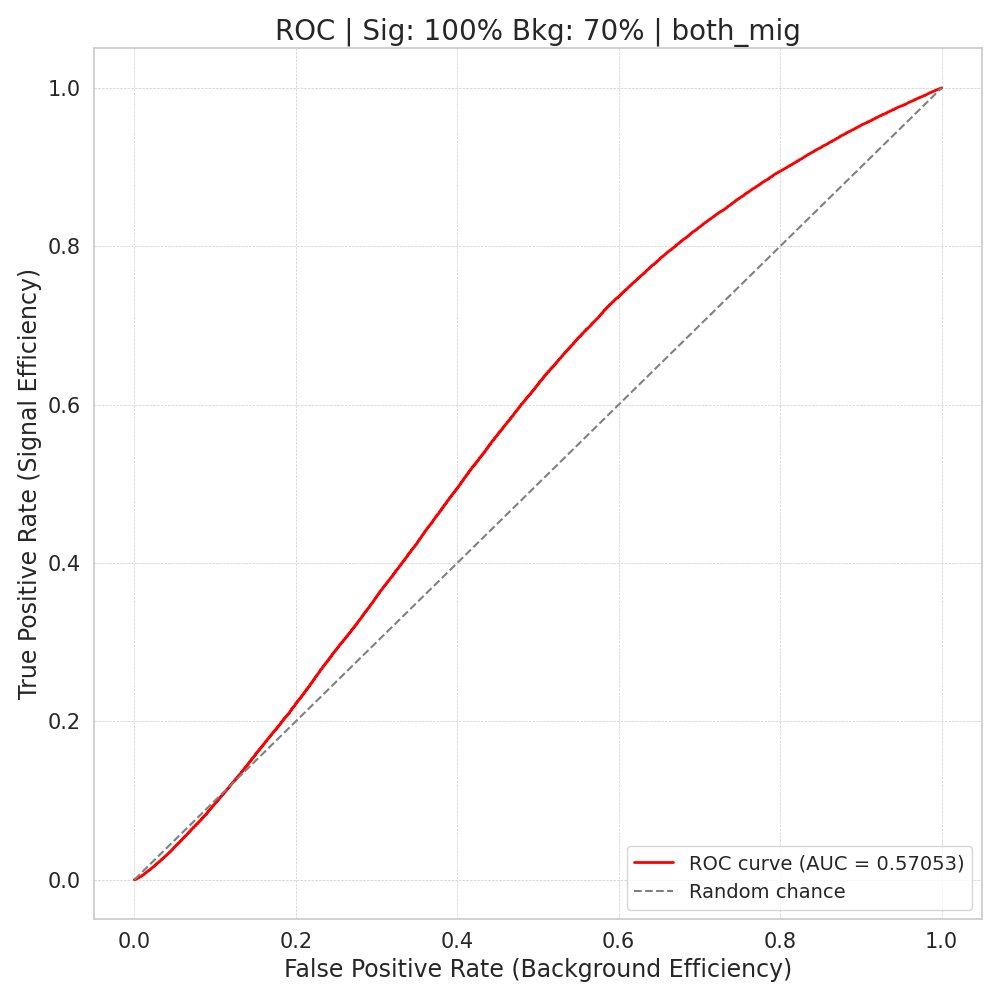 ROC | Sig: 100% Bkg: 70% | both_mig
True Positive Rate (Signal Efficiency)
1.0
0.8
0.6
0.4
0.2
0.0
ROC curve (AUC = 0.57053)
Random chance
0.0 0.2 0.4 0.6 0.8 1.0
False Positive Rate (Background Efficiency)